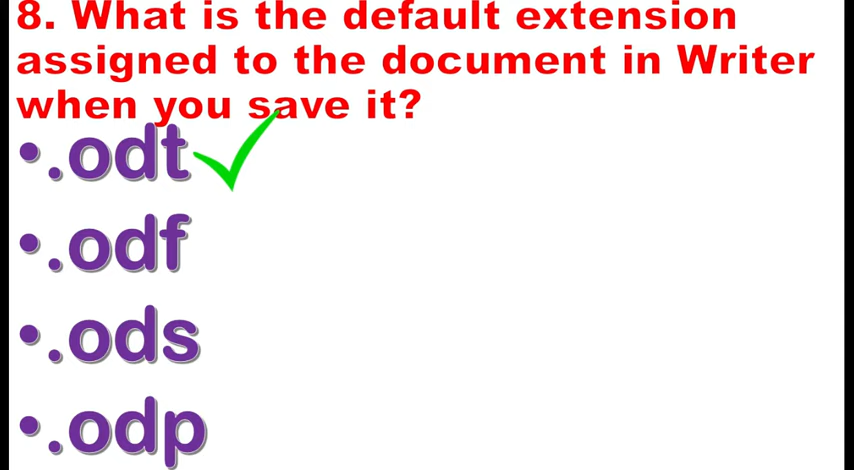 8. What is the default extension
assigned to the document in Writer
when you save it?
•.odt
•.odf
•.ods
•.odp